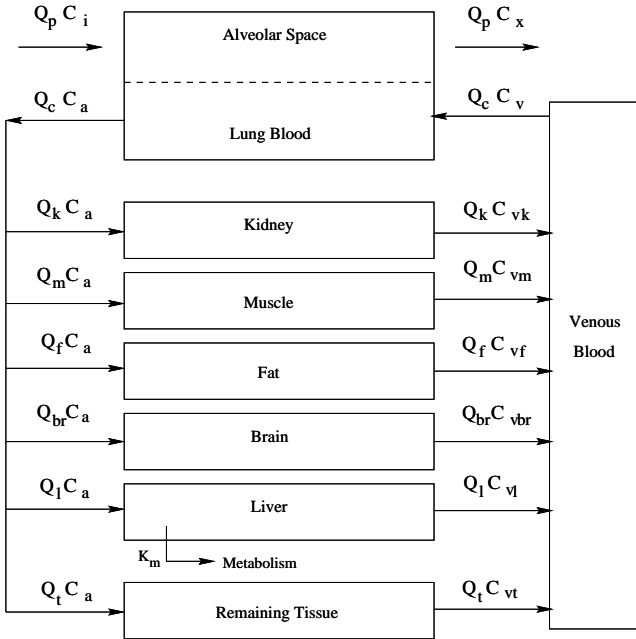 Q_p C_i Alveolar Space Q_p C_x
Q_c C_a Lung Blood Q_c C_v
Q_k C_a Kidney Q_k C_vk
Q_m C_a Muscle Q_m C_vm
Venous
Blood
Q_f C_a Fat Q_f C_vf
Q_br C_a Brain Q_br C_vbr
Q_l C_a Liver Q_l C_vl
K_m Metabolism
Q_t C_a Remaining Tissue Q_t C_vt